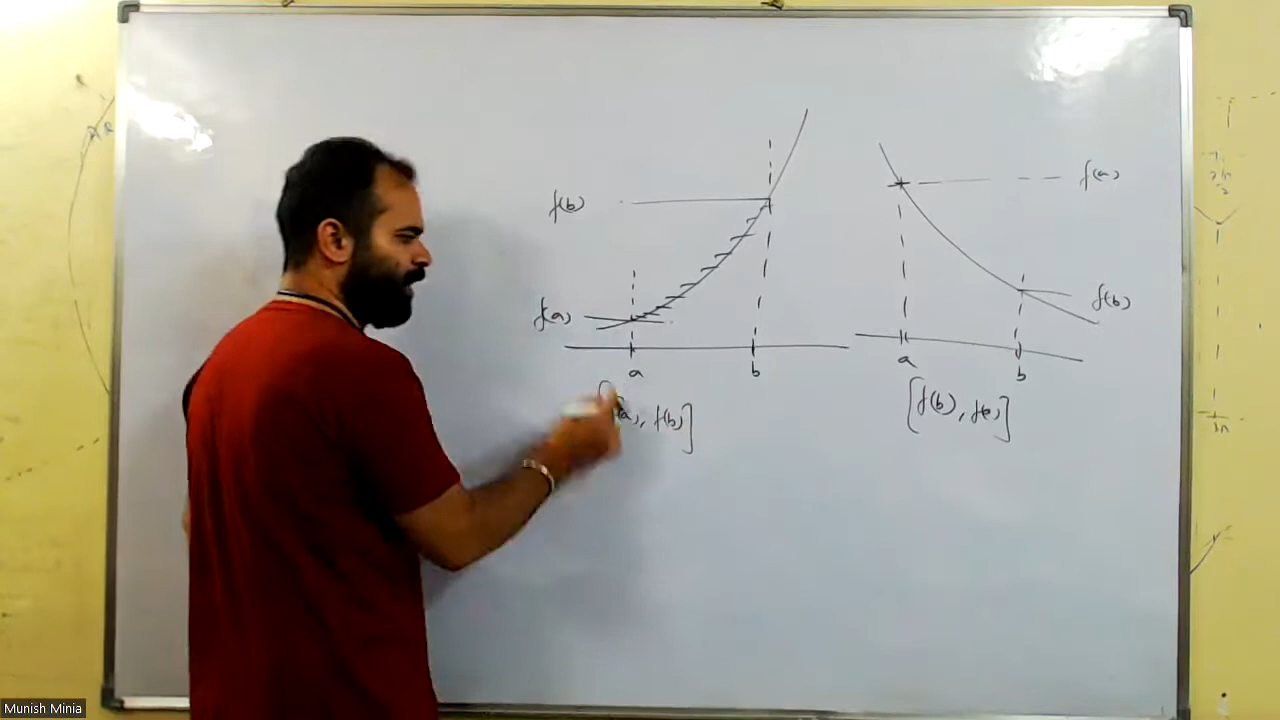 f(b)
f(a)
a b
(a), f(b)]
f(a)
f(b)
a
b
[f(b), f(a)]
Munish Minia